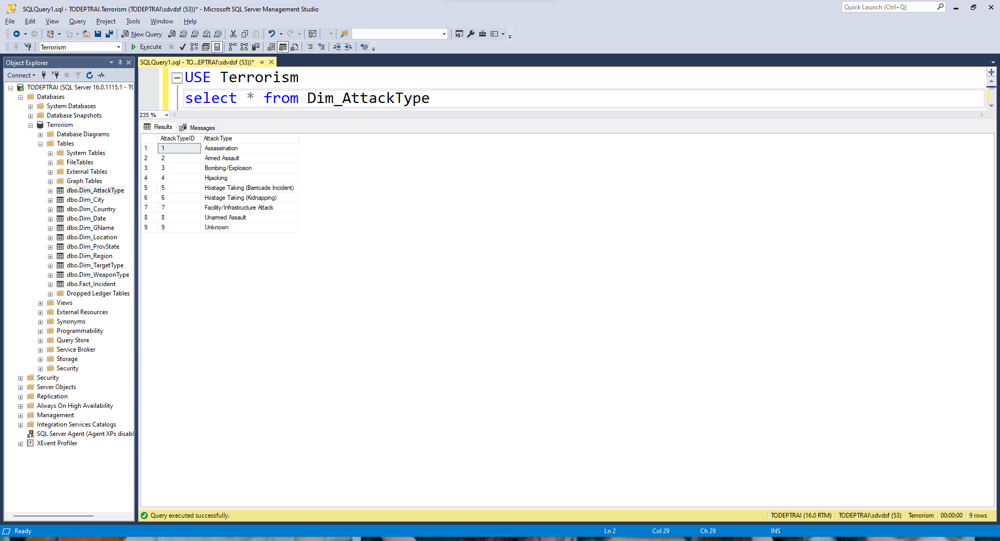 SQLQuery1.sql - TODEPTRAI.Terrorism (TODEPTRAI\sdvdsf (53))* - Microsoft SQL Server Management Studio
Quick Launch (Ctrl+Q)
File Edit View Query Project Tools Window Help
New Query MDX DMX XMLA DAX
Terrorism Execute
Object Explorer
Connect
TODEPTRAI (SQL Server 16.0.1115.1 - TO
Databases
System Databases
Database Snapshots
Terrorism
Database Diagrams
Tables
System Tables
FileTables
External Tables
Graph Tables
dbo.Dim_AttackType
dbo.Dim_City
dbo.Dim_Country
dbo.Dim_Date
dbo.Dim_GName
dbo.Dim_Location
dbo.Dim_ProvState
dbo.Dim_Region
dbo.Dim_TargetType
dbo.Dim_WeaponType
dbo.Fact_Incident
Dropped Ledger Tables
Views
External Resources
Synonyms
Programmability
Query Store
Service Broker
Storage
Security
Security
Server Objects
Replication
Always On High Availability
Management
Integration Services Catalogs
SQL Server Agent (Agent XPs disabl
XEvent Profiler
SQLQuery1.sql - TO...EPTRAI\sdvdsf (53))*
USE Terrorism
select * from Dim_AttackType
235 %
Results Messages
AttackTypeID AttackType
1 1 Assassination
2 2 Armed Assault
3 3 Bombing/Explosion
4 4 Hijacking
5 5 Hostage Taking (Barricade Incident)
6 6 Hostage Taking (Kidnapping)
7 7 Facility/Infrastructure Attack
8 8 Unarmed Assault
9 9 Unknown
Query executed successfully.
TODEPTRAI (16.0 RTM) TODEPTRAI\sdvdsf (53) Terrorism 00:00:00 9 rows
Ready Ln 2 Col 29 Ch 29 INS